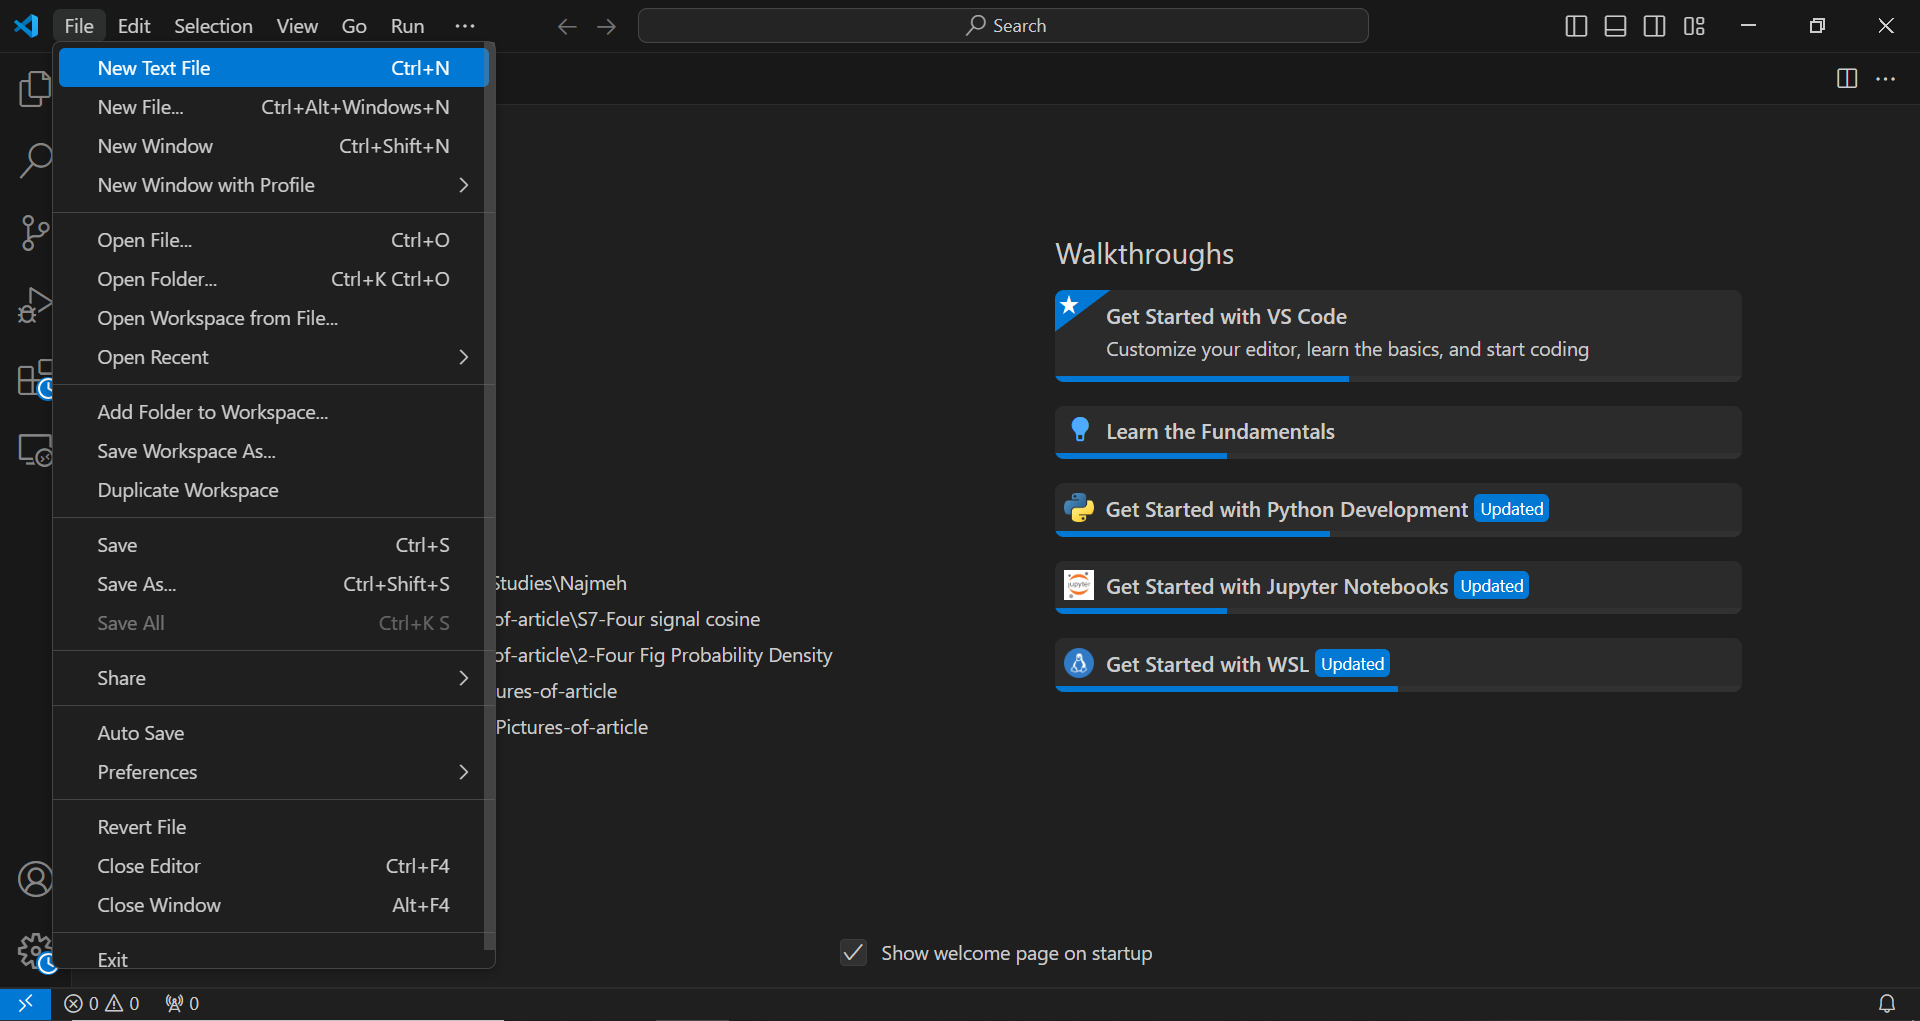 File Edit Selection View Go Run ···
Search
New Text File Ctrl+N
New File... Ctrl+Alt+Windows+N
New Window Ctrl+Shift+N
New Window with Profile
Open File... Ctrl+O
Open Folder... Ctrl+K Ctrl+O
Open Workspace from File...
Open Recent
Add Folder to Workspace...
Save Workspace As...
Duplicate Workspace
Save Ctrl+S
Save As... Ctrl+Shift+S
Save All Ctrl+K S
Share
Auto Save
Preferences
Revert File
Close Editor Ctrl+F4
Close Window Alt+F4
Exit
Studies\Najmeh
of-article\S7-Four signal cosine
of-article\2-Four Fig Probability Density
ures-of-article
Pictures-of-article
Walkthroughs
Get Started with VS Code
Customize your editor, learn the basics, and start coding
Learn the Fundamentals
Get Started with Python Development Updated
jupyter
Get Started with Jupyter Notebooks Updated
Get Started with WSL Updated
Show welcome page on startup
0 0 0